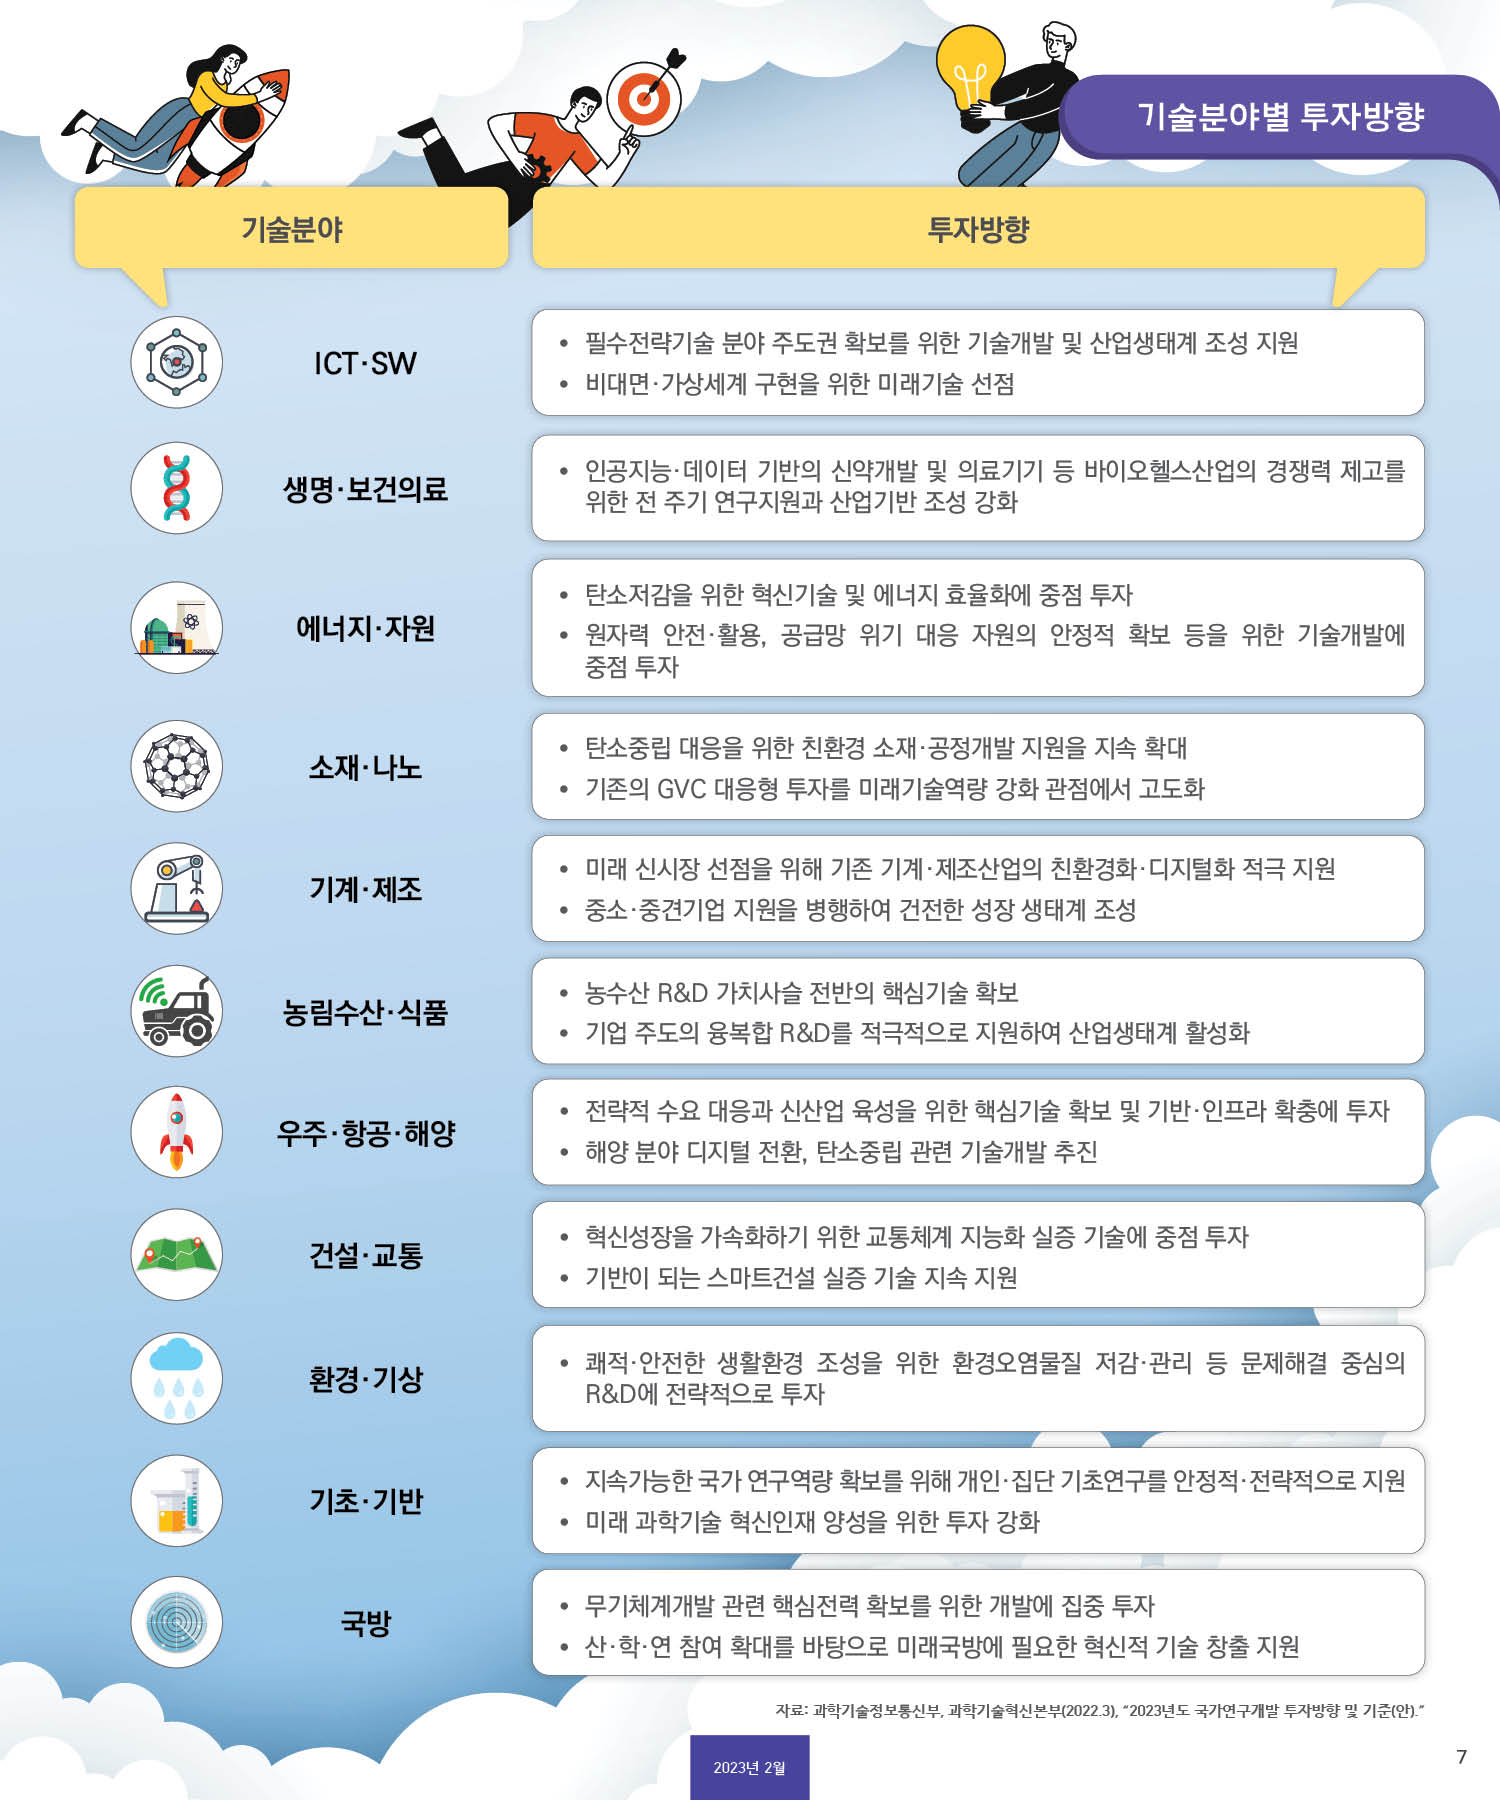 기술분야별 투자방향
기술분야
투자방향
ICT·SW
• 필수전략기술 분야 주도권 확보를 위한 기술개발 및 산업생태계 조성 지원
• 비대면·가상세계 구현을 위한 미래기술 선점
생명·보건의료
• 인공지능·데이터 기반의 신약개발 및 의료기기 등 바이오헬스산업의 경쟁력 제고를
위한 전 주기 연구지원과 산업기반 조성 강화
에너지·자원
• 탄소저감을 위한 혁신기술 및 에너지 효율화에 중점 투자
• 원자력 안전·활용, 공급망 위기 대응 자원의 안정적 확보 등을 위한 기술개발에
중점 투자
소재·나노
• 탄소중립 대응을 위한 친환경 소재·공정개발 지원을 지속 확대
• 기존의 GVC 대응형 투자를 미래기술역량 강화 관점에서 고도화
기계·제조
• 미래 신시장 선점을 위해 기존 기계·제조산업의 친환경화·디지털화 적극 지원
• 중소·중견기업 지원을 병행하여 건전한 성장 생태계 조성
농림수산·식품
• 농수산 R&D 가치사슬 전반의 핵심기술 확보
• 기업 주도의 융복합 R&D를 적극적으로 지원하여 산업생태계 활성화
우주·항공·해양
• 전략적 수요 대응과 신산업 육성을 위한 핵심기술 확보 및 기반·인프라 확충에 투자
• 해양 분야 디지털 전환, 탄소중립 관련 기술개발 추진
건설·교통
• 혁신성장을 가속화하기 위한 교통체계 지능화 실증 기술에 중점 투자
• 기반이 되는 스마트건설 실증 기술 지속 지원
환경·기상
• 쾌적·안전한 생활환경 조성을 위한 환경오염물질 저감·관리 등 문제해결 중심의
R&D에 전략적으로 투자
기초·기반
• 지속가능한 국가 연구역량 확보를 위해 개인·집단 기초연구를 안정적·전략적으로 지원
• 미래 과학기술 혁신인재 양성을 위한 투자 강화
국방
• 무기체계개발 관련 핵심전력 확보를 위한 개발에 집중 투자
• 산·학·연 참여 확대를 바탕으로 미래국방에 필요한 혁신적 기술 창출 지원
자료: 과학기술정보통신부, 과학기술혁신본부(2022.3), “2023년도 국가연구개발 투자방향 및 기준(안).”
2023년 2월
7